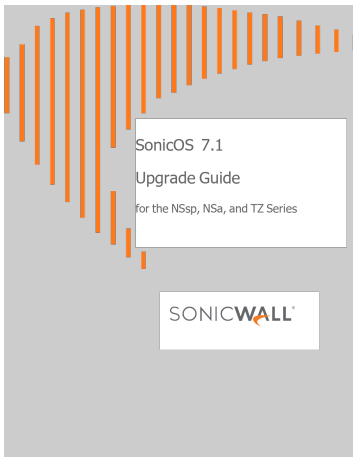 SonicOS 7.1
Upgrade Guide
for the NSsp, NSa, and TZ Series
SONICWALL®